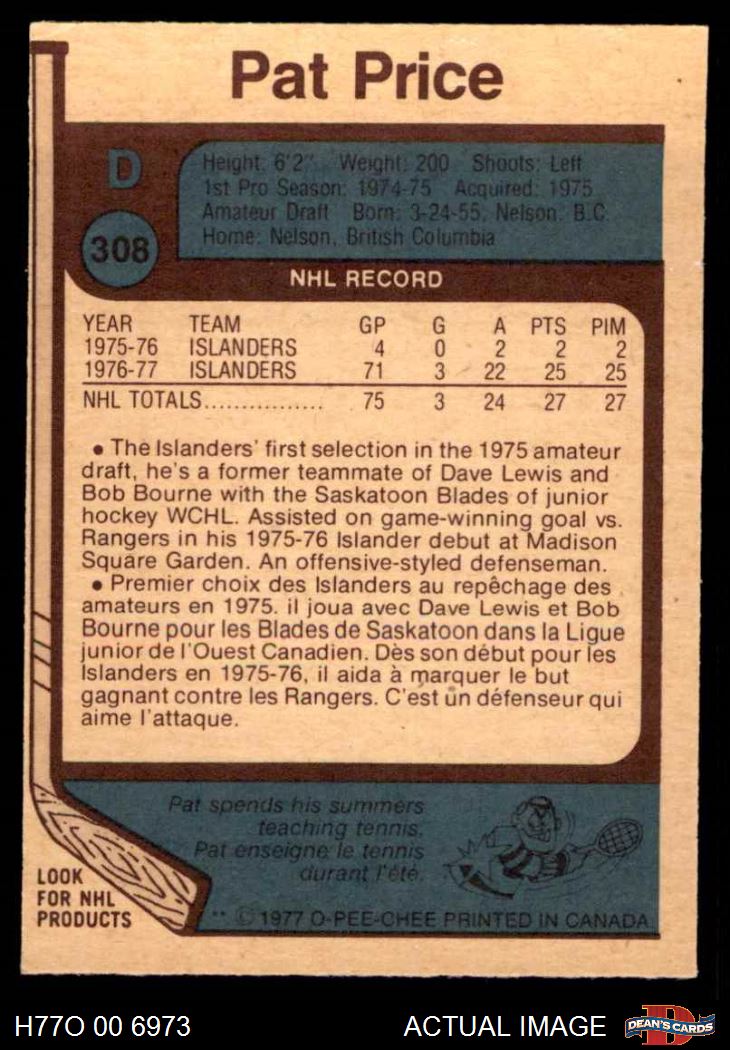 Pat Price
D
308
Height: 6'2" Weight: 200 Shoots: Left
1st Pro Season: 1974-75 Acquired: 1975
Amateur Draft Born: 3-24-55, Nelson, B.C.
Home: Nelson, British Columbia
NHL RECORD
YEAR TEAM GP G A PTS PIM
1975-76 ISLANDERS 4 0 2 2 2
1976-77 ISLANDERS 71 3 22 25 25
NHL TOTALS................ 75 3 24 27 27
• The Islanders' first selection in the 1975 amateur
draft, he's a former teammate of Dave Lewis and
Bob Bourne with the Saskatoon Blades of junior
hockey WCHL. Assisted on game-winning goal vs.
Rangers in his 1975-76 Islander debut at Madison
Square Garden. An offensive-styled defenseman.
• Premier choix des Islanders au repêchage des
amateurs en 1975. il joua avec Dave Lewis et Bob
Bourne pour les Blades de Saskatoon dans la Ligue
junior de l'Ouest Canadien. Dès son début pour les
Islanders en 1975-76, il aida à marquer le but
gagnant contre les Rangers. C'est un défenseur qui
aime l'attaque.
Pat spends his summers
teaching tennis.
Pat enseigne le tennis
durant l'été.
LOOK
FOR NHL
PRODUCTS
** © 1977 O-PEE-CHEE PRINTED IN CANADA
H77O 00 6973 ACTUAL IMAGE D DEAN'S CARDS